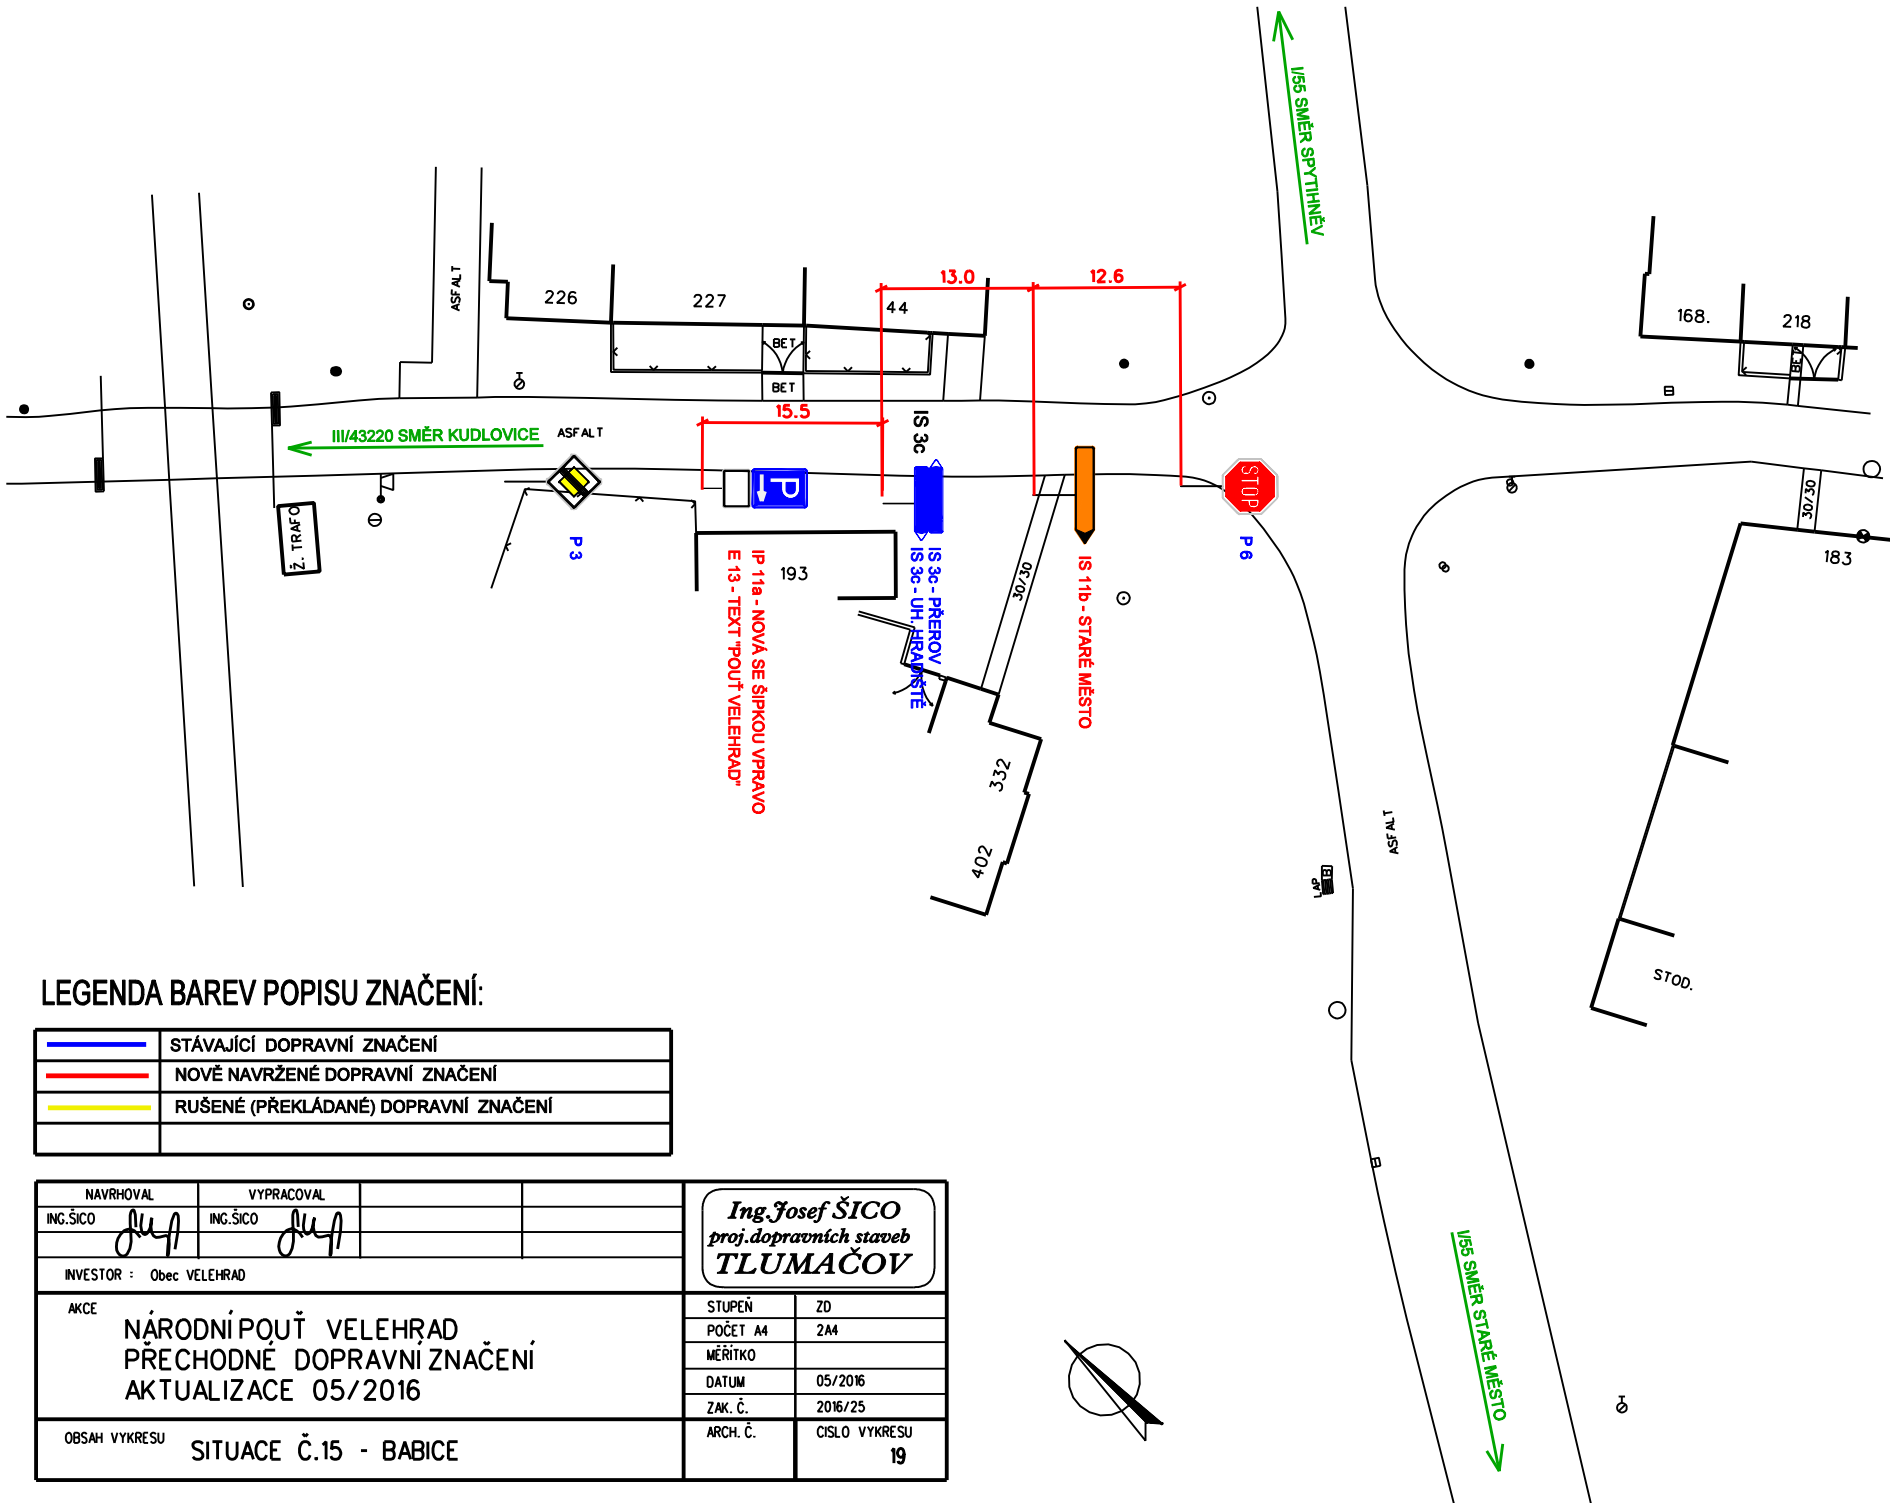 I/55 SMĚR SPYTIHNĚV
ASFALT
226
227
44
13.0
12.6
168.
218
BET
BET
BET
15.5
IS 3c
III/43220 SMĚR KUDLOVICE
ASFALT
P
STOP
Ž. TRAFO
P 3
193
P 6
30/30
30/30
183
E 13 - TEXT "POUŤ VELEHRAD"
IP 11a - NOVÁ SE ŠIPKOU VPRAVO
IS 3c - UH. HRADIŠTĚ
IS 3c - PŘEROV
IS 11b - STARÉ MĚSTO
332
402
ASFALT
LAP
STOD.
I/55 SMĚR STARÉ MĚSTO
LEGENDA BAREV POPISU ZNAČENÍ:
STÁVAJÍCÍ DOPRAVNÍ ZNAČENÍ
NOVĚ NAVRŽENÉ DOPRAVNÍ ZNAČENÍ
RUŠENÉ (PŘEKLÁDANÉ) DOPRAVNÍ ZNAČENÍ
NAVRHOVAL VYPRACOVAL
ING.ŠICO ING.ŠICO
INVESTOR : Obec VELEHRAD
AKCE
NÁRODNÍ POUŤ VELEHRAD
PŘECHODNÉ DOPRAVNÍ ZNAČENÍ
AKTUALIZACE 05/2016
OBSAH VYKRESU SITUACE Č.15 - BABICE
Ing.Josef ŠICO
proj.dopravních staveb
TLUMAČOV
STUPEŇ ZD
POČET A4 2A4
MĚŘÍTKO
DATUM 05/2016
ZAK. Č. 2016/25
ARCH. Č. CISLO VYKRESU
19